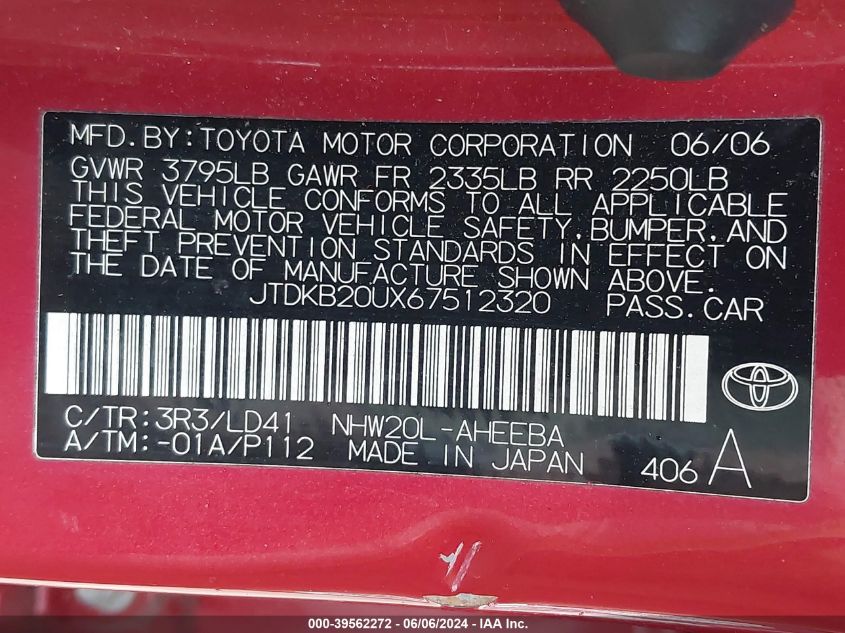 MFD.BY:TOYOTA MOTOR CORPORATION 06/06
GVWR 3795LB GAWR FR 2335LB RR 2250LB
THIS VEHICLE CONFORMS TO ALL APPLICABLE
FEDERAL MOTOR VEHICLE SAFETY,BUMPER,AND
THEFT PREVENTION STANDARDS IN EFFECT ON
THE DATE OF MANUFACTURE SHOWN ABOVE.
JTDKB20UX67512320 PASS.CAR
C/TR:3R3/LD41 NHW20L-AHEEBA
A/TM:-01A/P112 MADE IN JAPAN 406 A
000-39562272 - 06/06/2024 - IAA Inc.